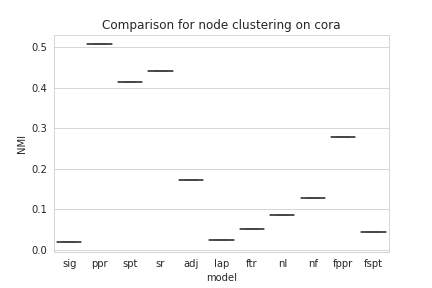 Comparison for node clustering on cora
NMI
0.5
0.4
0.3
0.2
0.1
0.0
sig ppr spt sr adj lap ftr nl nf fppr fspt
model